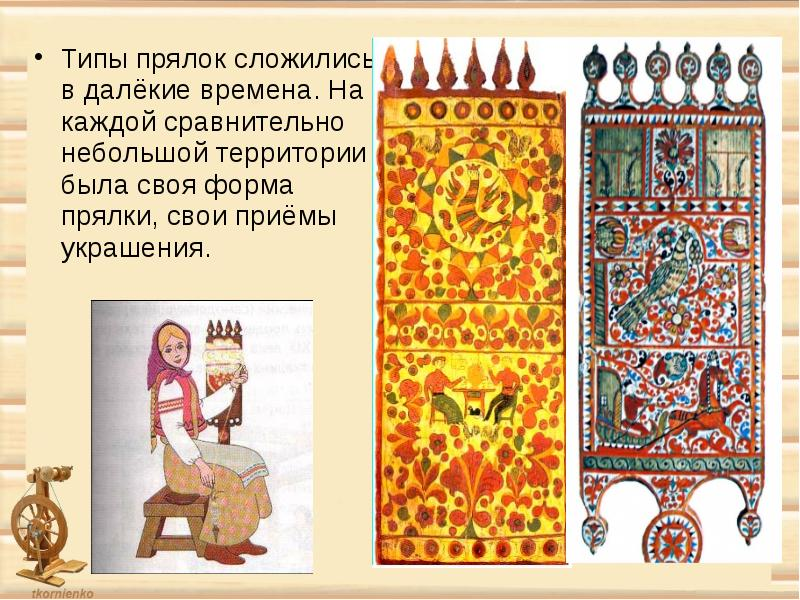 • Типы прялок сложились
в далёкие времена. На
каждой сравнительно
небольшой территории
была своя форма
прялки, свои приёмы
украшения.
tkornienko